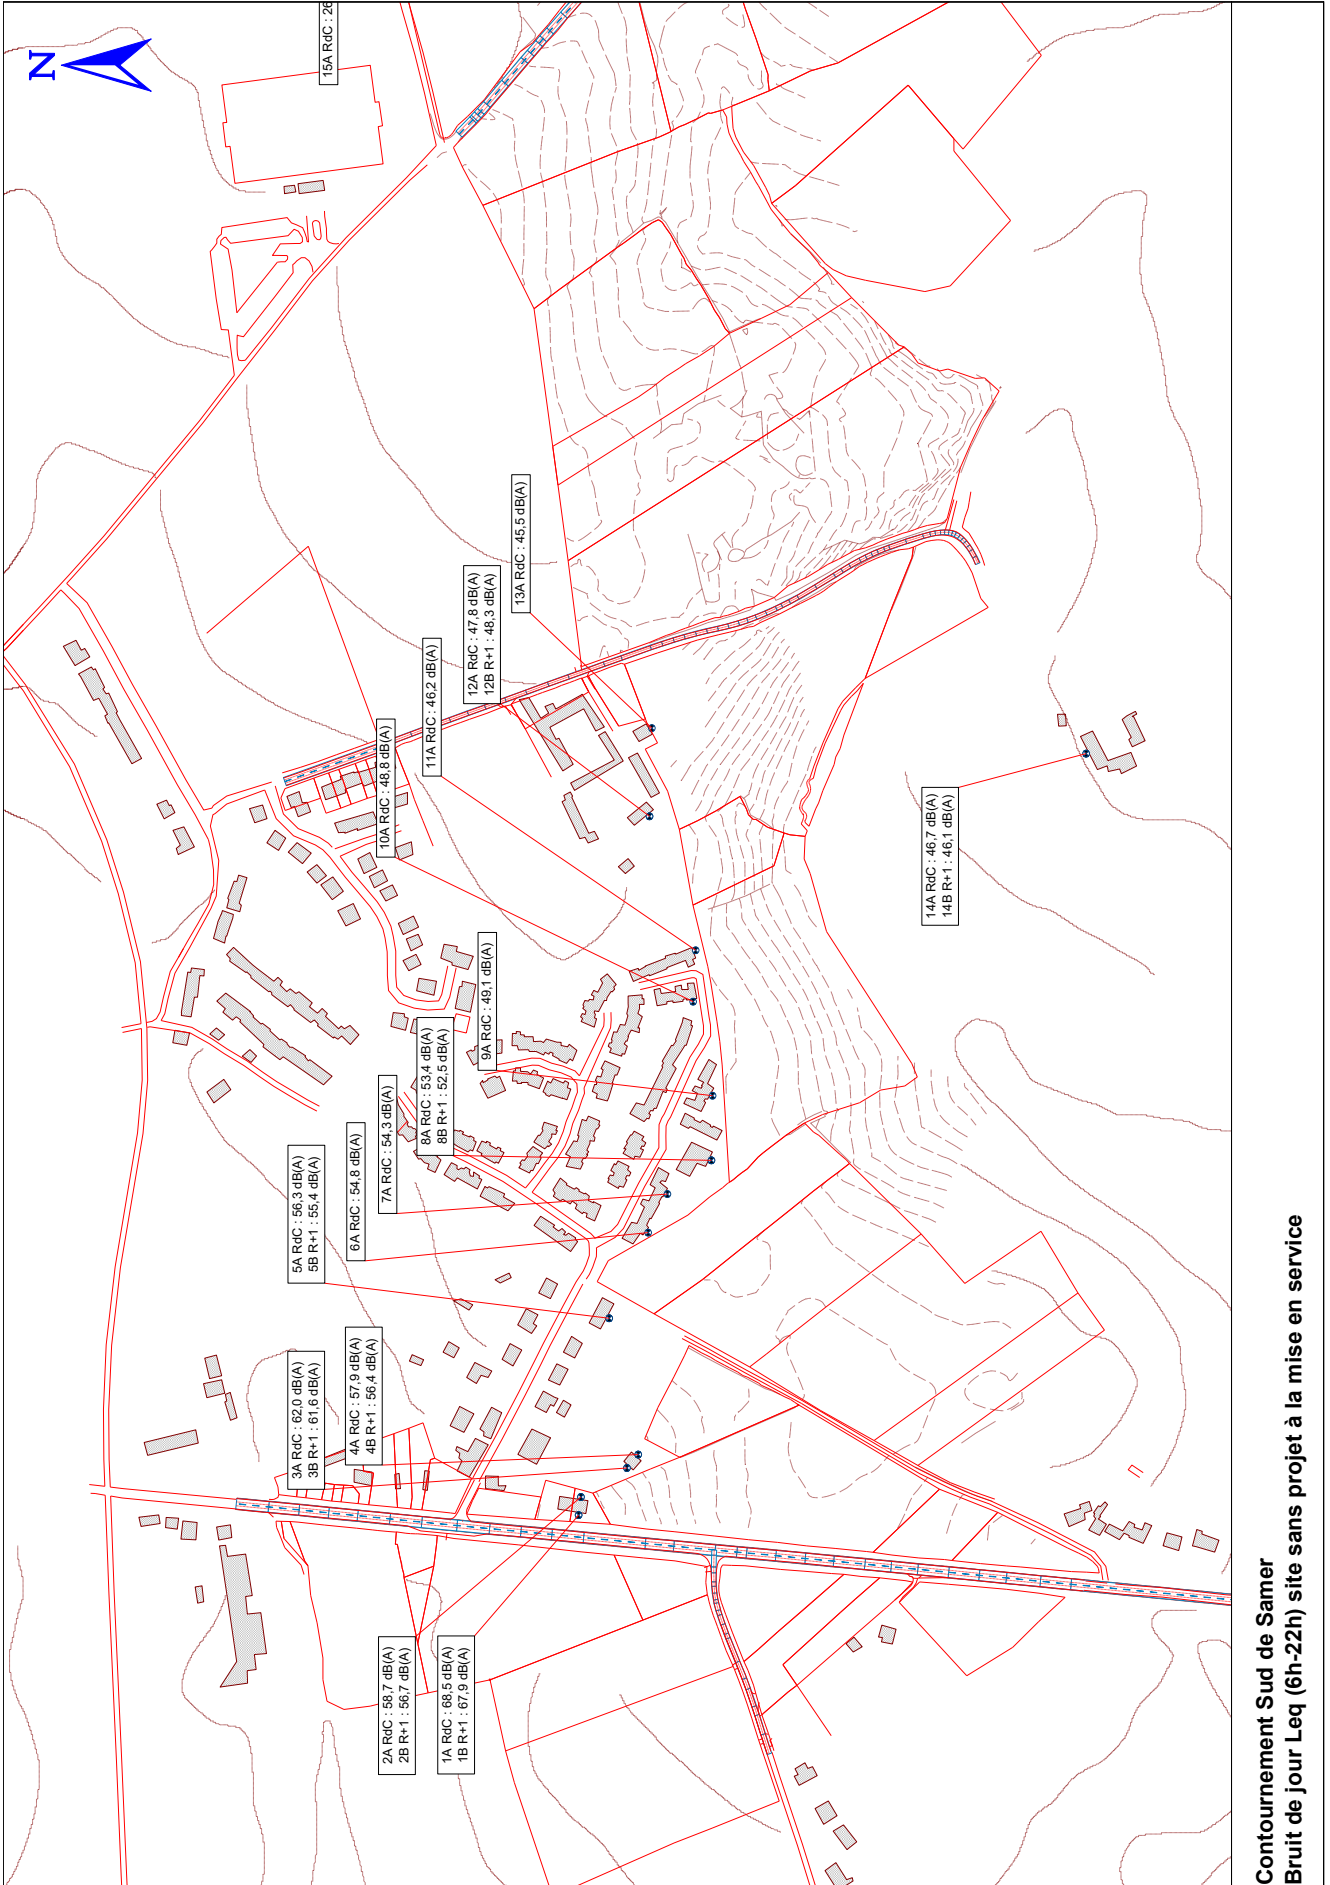 N
15A RdC : 26
13A RdC : 45,5 dB(A)
12A RdC : 47,8 dB(A)
12B R+1 : 48,3 dB(A)
11A RdC : 46,2 dB(A)
10A RdC : 48,8 dB(A)
14A RdC : 46,7 dB(A)
14B R+1 : 46,1 dB(A)
9A RdC : 49,1 dB(A)
8A RdC : 53,4 dB(A)
8B R+1 : 52,5 dB(A)
7A RdC : 54,3 dB(A)
6A RdC : 54,8 dB(A)
5A RdC : 56,3 dB(A)
5B R+1 : 55,4 dB(A)
4A RdC : 57,9 dB(A)
4B R+1 : 56,4 dB(A)
3A RdC : 62,0 dB(A)
3B R+1 : 61,6 dB(A)
2A RdC : 58,7 dB(A)
2B R+1 : 56,7 dB(A)
1A RdC : 68,5 dB(A)
1B R+1 : 67,9 dB(A)
Contournement Sud de Samer
Bruit de jour Leq (6h-22h) site sans projet à la mise en service